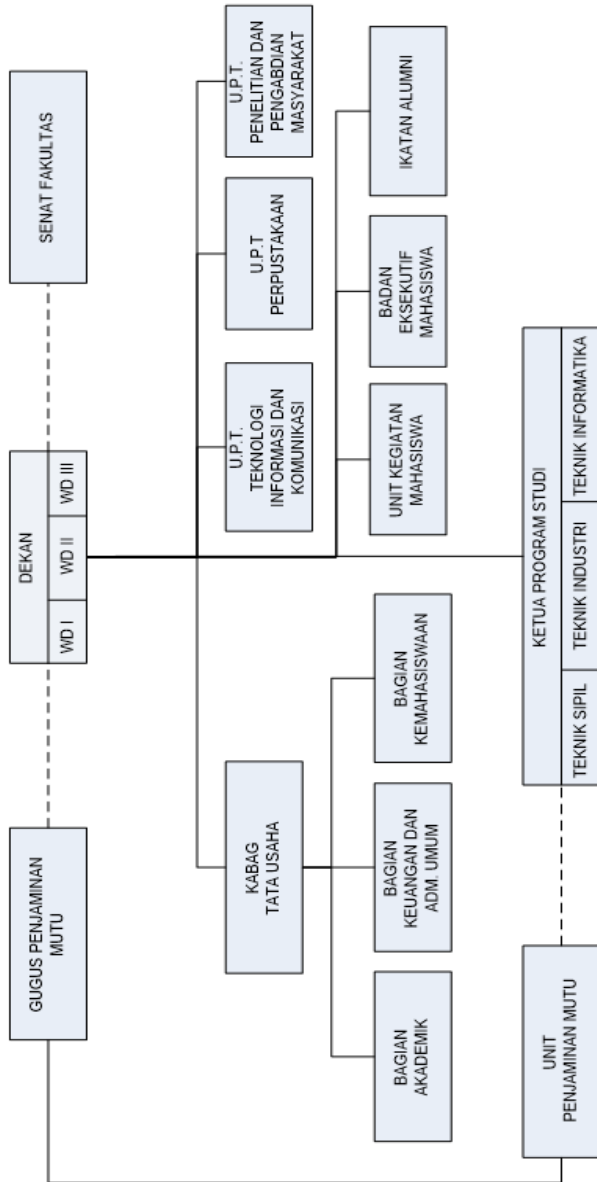 GUGUS PENJAMINAN
MUTU
DEKAN
WD I
WD II
WD III
SENAT FAKULTAS
KABAG
TATA USAHA
U.P.T.
TEKNOLOGI
INFORMASI DAN
KOMUNIKASI
U.P.T
PERPUSTAKAAN
U.P.T.
PENELITIAN DAN
PENGABDIAN
MASYARAKAT
BAGIAN
AKADEMIK
BAGIAN
KEUANGAN DAN
ADM. UMUM
BAGIAN
KEMAHASISWAAN
UNIT KEGIATAN
MAHASISWA
BADAN
EKSEKUTIF
MAHASISWA
IKATAN ALUMNI
UNIT
PENJAMINAN MUTU
KETUA PROGRAM STUDI
TEKNIK SIPIL
TEKNIK INDUSTRI
TEKNIK INFORMATIKA